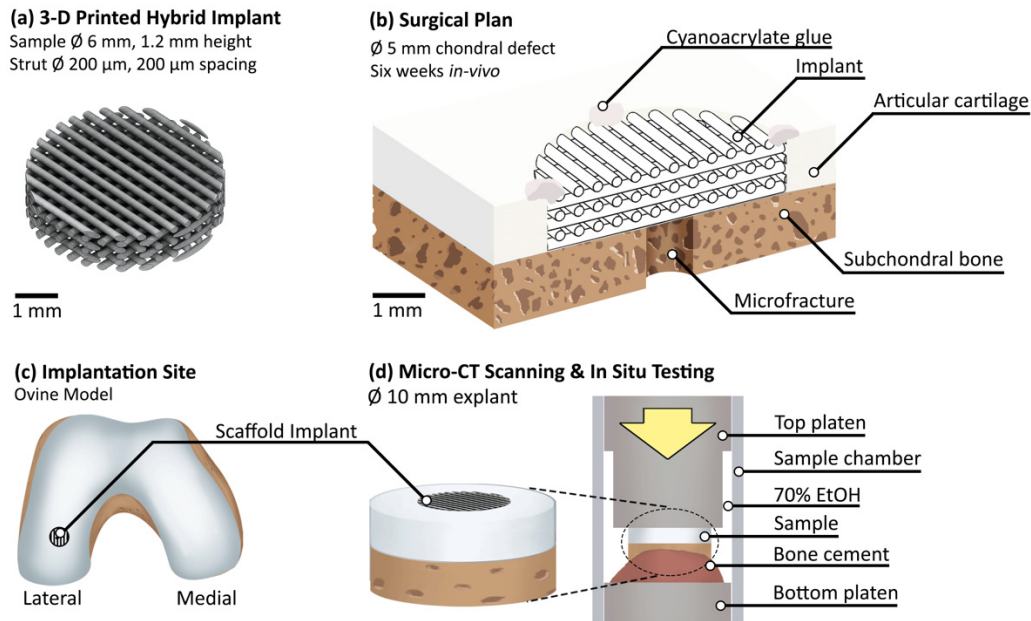 (a) 3-D Printed Hybrid Implant
Sample Ø 6 mm, 1.2 mm height
Strut Ø 200 µm, 200 µm spacing
1 mm
(b) Surgical Plan
Ø 5 mm chondral defect
Six weeks in-vivo
Cyanoacrylate glue
Implant
Articular cartilage
Subchondral bone
Microfracture
1 mm
(c) Implantation Site
Ovine Model
Scaffold Implant
Lateral
Medial
(d) Micro-CT Scanning & In Situ Testing
Ø 10 mm explant
Top platen
Sample chamber
70% EtOH
Sample
Bone cement
Bottom platen